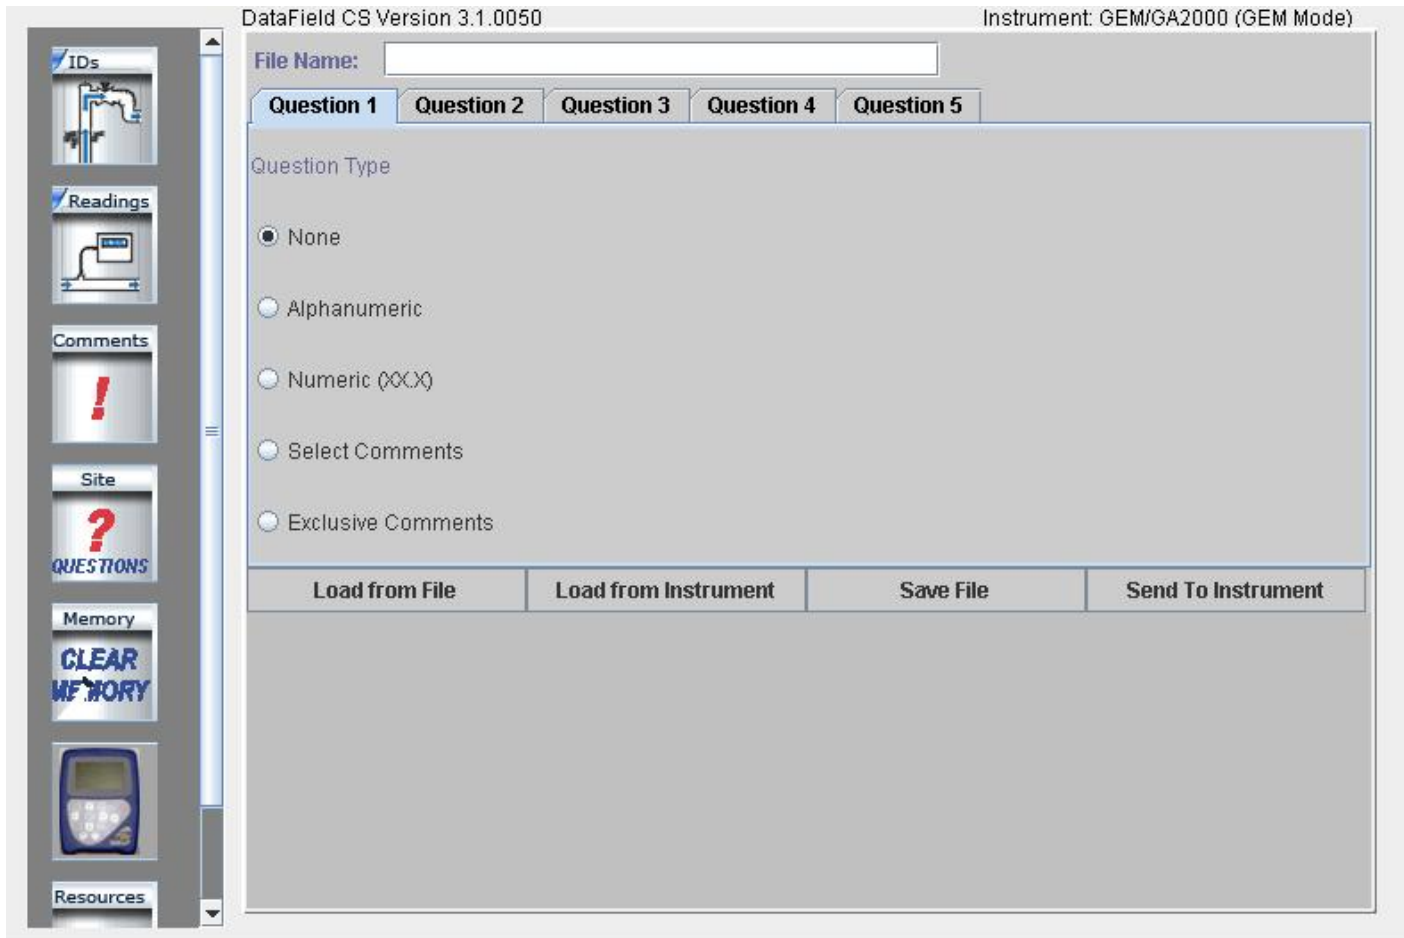 DataField CS Version 3.1.0050 Instrument: GEM/GA2000 (GEM Mode)
IDs
Readings
Comments
!
Site
?
QUESTIONS
Memory
CLEAR
MEMORY
Resources
File Name:
Question 1 Question 2 Question 3 Question 4 Question 5
Question Type
None
Alphanumeric
Numeric (XX.X)
Select Comments
Exclusive Comments
Load from File Load from Instrument Save File Send To Instrument